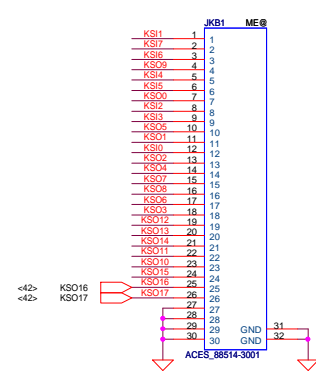 JKB1 ME@
KSI1 1 1
KSI7 2 2
KSI6 3 3
KSO9 4 4
KSI4 5 5
KSI5 6 6
KSO0 7 7
KSI2 8 8
KSI3 9 9
KSO5 10 10
KSO1 11 11
KSI0 12 12
KSO2 13 13
KSO4 14 14
KSO7 15 15
KSO8 16 16
KSO6 17 17
KSO3 18 18
KSO12 19 19
KSO13 20 20
KSO14 21 21
KSO11 22 22
KSO10 23 23
KSO15 24 24
<42> KSO16 KSO16 25 25
<42> KSO17 KSO17 26 26
27 27
28 28
29 29 GND 31
30 30 GND 32
ACES_88514-3001